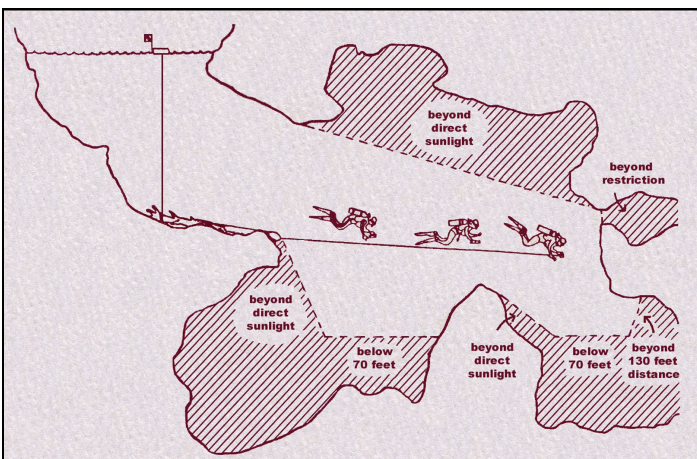 beyond
direct
sunlight
beyond
restriction
beyond
direct
sunlight
below
70 feet
beyond
direct
sunlight
below
70 feet
beyond
130 feet
distance